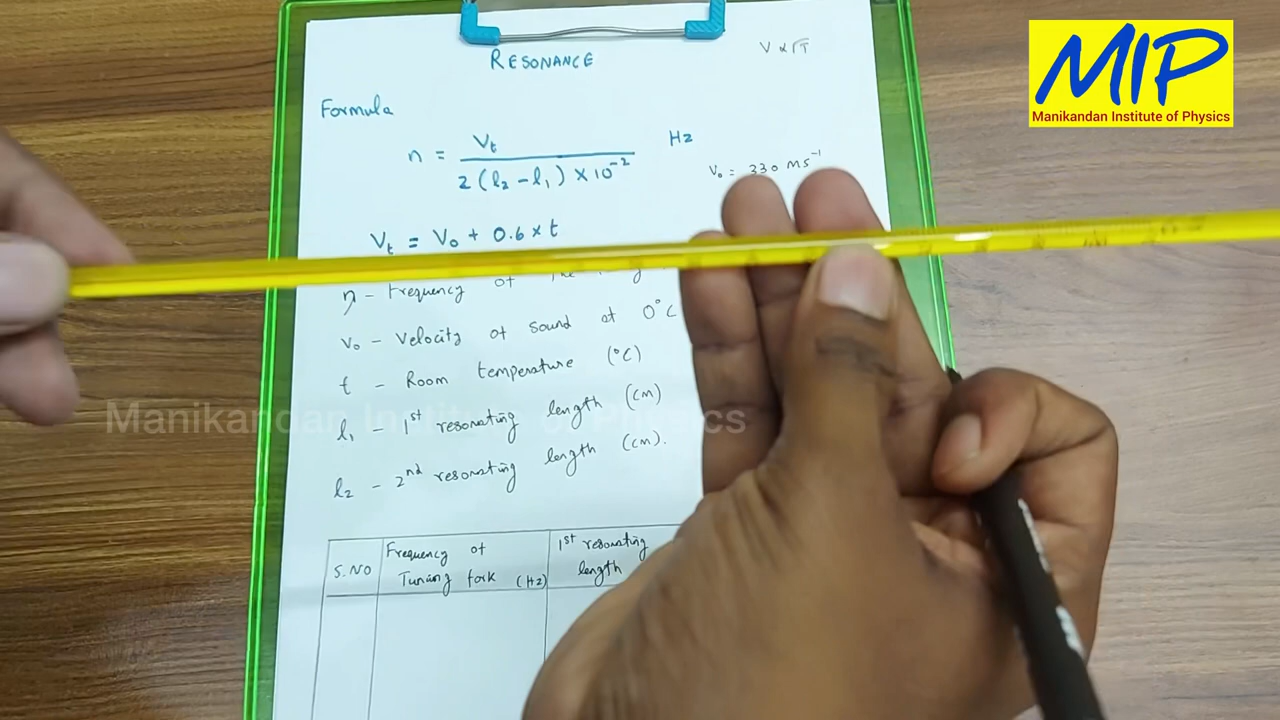 RESONANCE
V ∝ √T
MIP
Manikandan Institute of Physics
Formula
n = Vt / 2 (l2 - l1) × 10^-2 Hz
V0 = 330 ms^-1
Vt = V0 + 0.6 × t
n - Frequency of the
V0 - Velocity of Sound at 0°C
t - Room temperature (°C)
l1 - 1st resonating length (cm)
Manikandan Institute of Physics
l2 - 2nd resonating length (cm).
S.NO
Frequency of
Tuning fork (Hz)
1st resonating
length